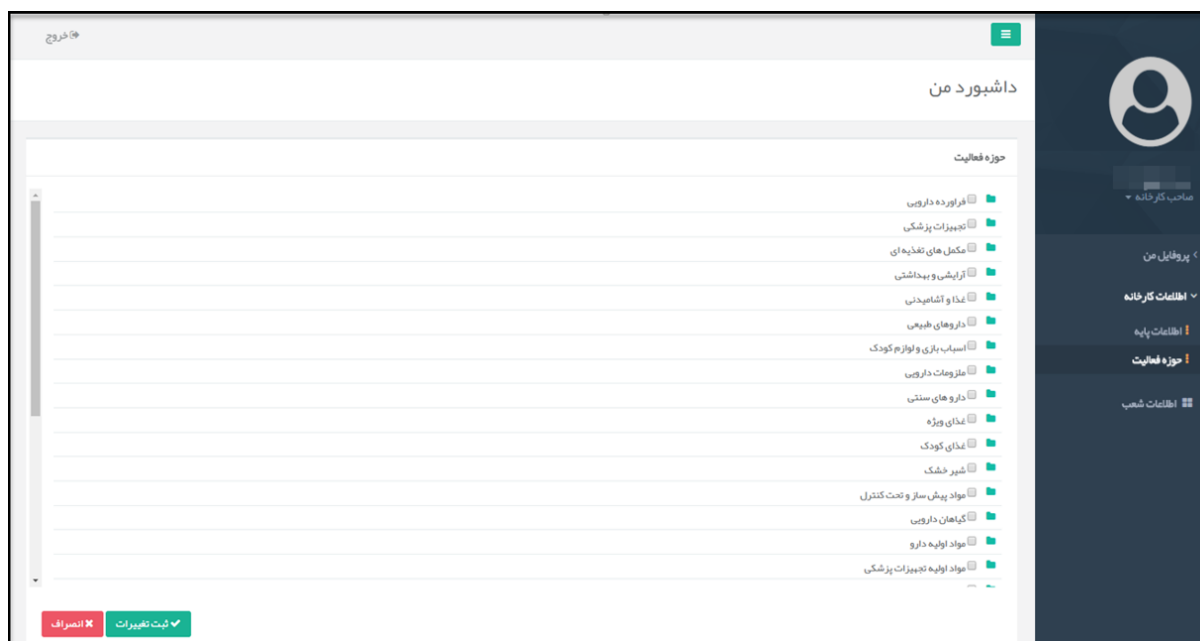 خروج
داشبورد من
حوزه فعالیت
فراورده دارویی
تجهیزات پزشکی
مکمل های تغذیه ای
آرایشی و بهداشتی
غذا و آشامیدنی
داروهای طبیعی
اسباب بازی و لوازم کودک
ملزومات دارویی
دارو های سنتی
غذای ویژه
غذای کودک
شیر خشک
مواد پیش ساز و تحت کنترل
گیاهان دارویی
مواد اولیه دارو
مواد اولیه تجهیزات پزشکی
ثبت تغییرات
انصراف
صاحب کارخانه
پروفایل من
اطلاعات کارخانه
اطلاعات پایه
حوزه فعالیت
اطلاعات شعب